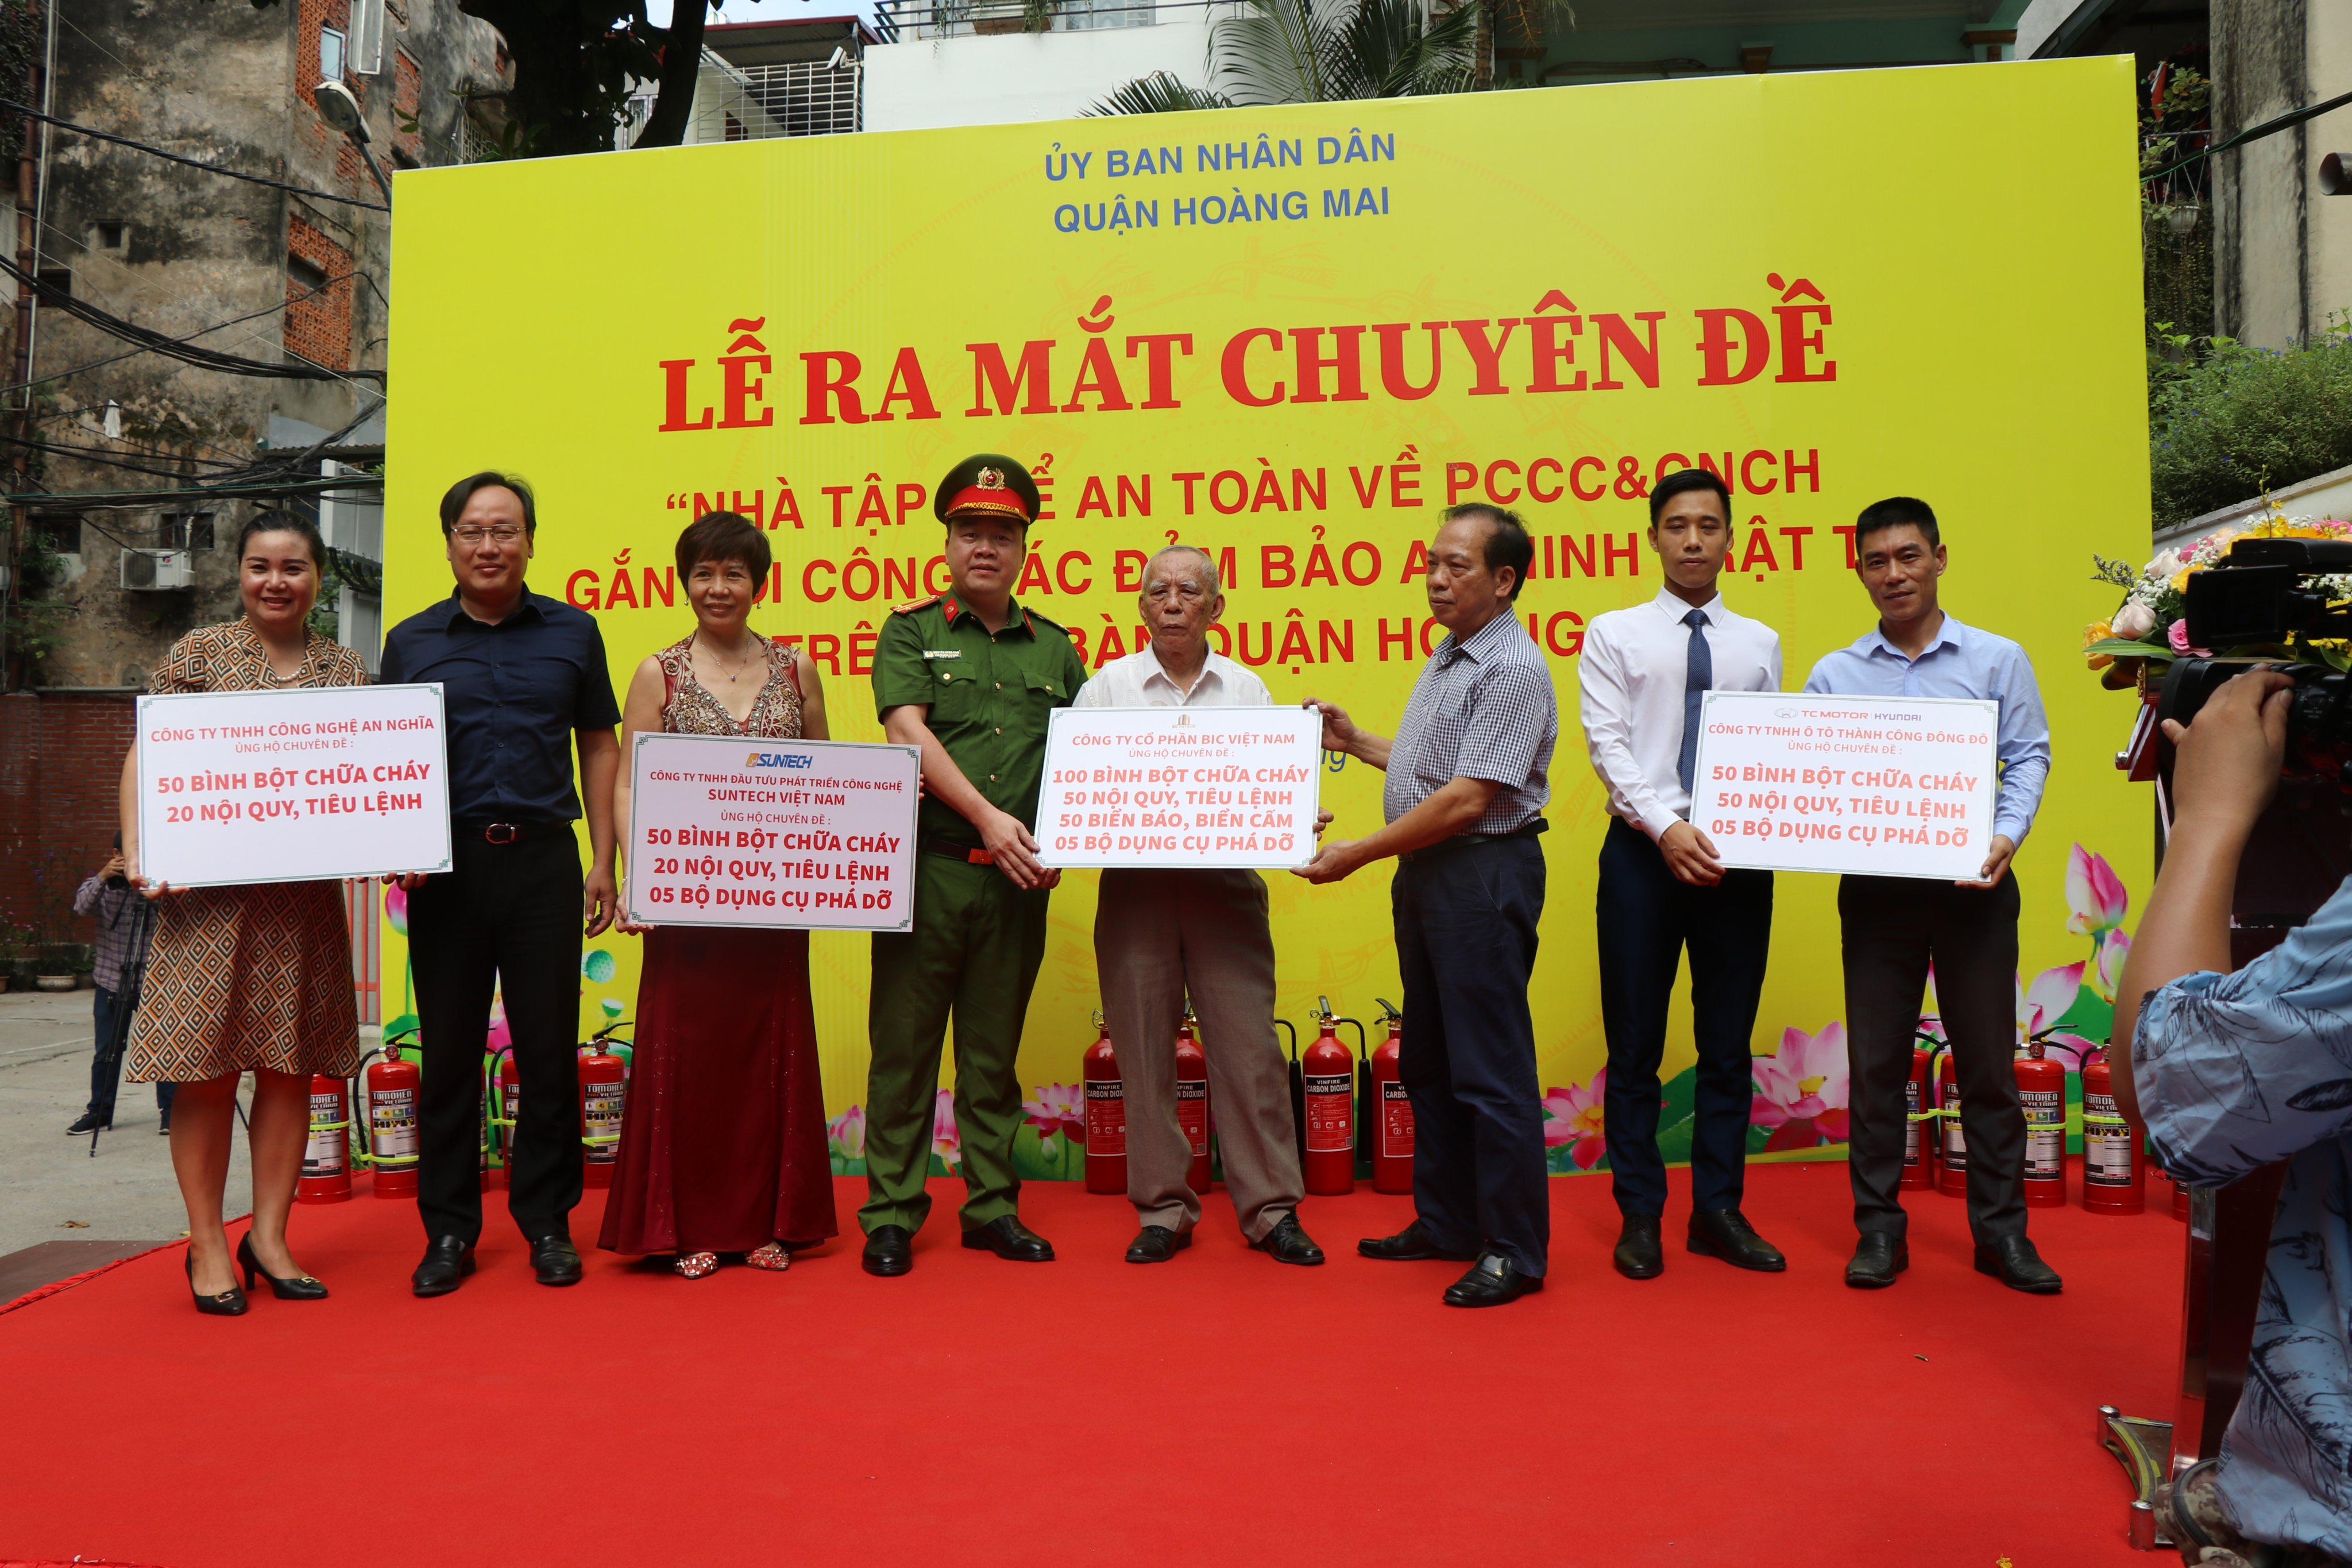 ỦY BAN NHÂN DÂN
QUẬN HOÀNG MAI
LỄ RA MẮT CHUYÊN ĐỀ
“NHÀ TẬP AN TOÀN VỀ PCCC&CNCH
GẮN CÔNG ĐẢM BẢO
QUẬN
CÔNG TY TNHH CÔNG NGHỆ AN NGHĨA
ỦNG HỘ CHUYÊN ĐỀ :
50 BÌNH BỘT CHỮA CHÁY
20 NỘI QUY, TIÊU LỆNH
SUNTECH
CÔNG TY TNHH ĐẦU TƯ PHÁT TRIỂN CÔNG NGHỆ
SUNTECH VIỆT NAM
ỦNG HỘ CHUYÊN ĐỀ :
50 BÌNH BỘT CHỮA CHÁY
20 NỘI QUY, TIÊU LỆNH
05 BỘ DỤNG CỤ PHÁ DỠ
CÔNG TY CỔ PHẦN BIC VIỆT NAM
ỦNG HỘ CHUYÊN ĐỀ :
100 BÌNH BỘT CHỮA CHÁY
50 NỘI QUY, TIÊU LỆNH
50 BIỂN BÁO, BIỂN CẤM
05 BỘ DỤNG CỤ PHÁ DỠ
TC MOTOR HYUNDAI
CÔNG TY TNHH Ô TÔ THÀNH CÔNG ĐÔNG ĐÔ
ỦNG HỘ CHUYÊN ĐỀ :
50 BÌNH BỘT CHỮA CHÁY
50 NỘI QUY, TIÊU LỆNH
05 BỘ DỤNG CỤ PHÁ DỠ
TOMOKEN
VINFIRE
CARBON DIOXIDE